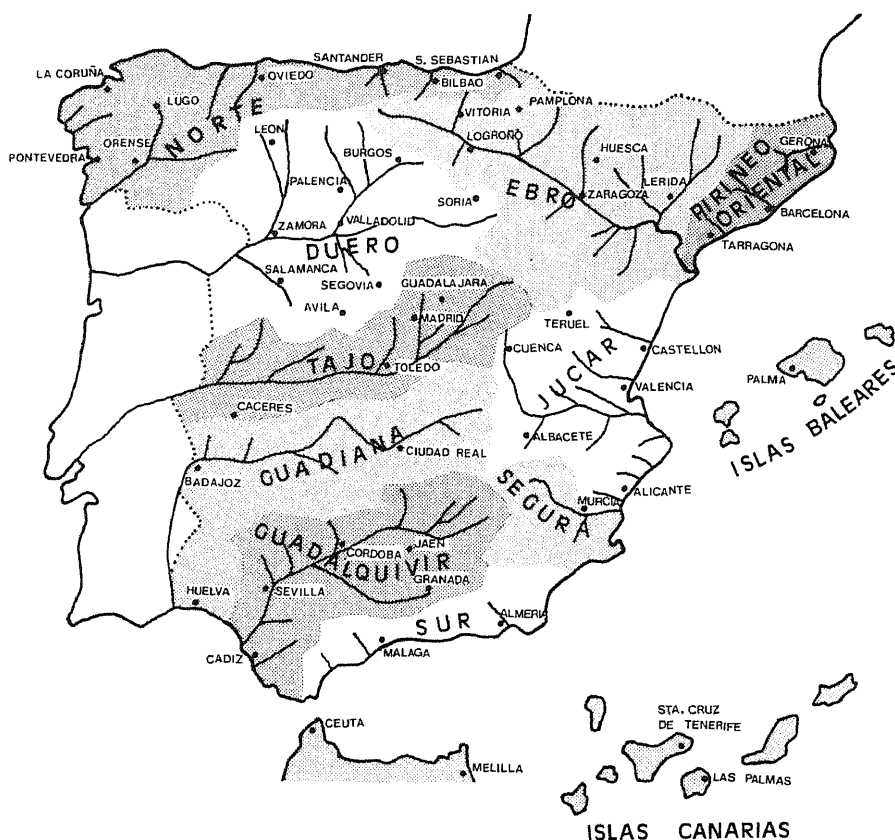 SANTANDER
S. SEBASTIAN
LA CORUÑA
OVIEDO
BILBAO
LUGO
VITORIA
PAMPLONA
NORTE
LEON
LOGROÑO
HUESCA
GERONA
PONTEVEDRA
ORENSE
BURGOS
PALENCIA
SORIA
EBRO
ZARAGOZA
LERIDA
PIRINEO
ORIENTAL
BARCELONA
ZAMORA
VALLADOLID
TARRAGONA
DUERO
SALAMANCA
SEGOVIA
GUADALAJARA
AVILA
MADRID
TERUEL
TAJO
TOLEDO
CUENCA
JUCAR
CASTELLON
PALMA
VALENCIA
ISLAS BALEARES
CACERES
GUADIANA
CIUDAD REAL
ALBACETE
BADAJOZ
SEGURA
MURCIA
ALICANTE
GUADALQUIVIR
CORDOBA
JAEN
HUELVA
SEVILLA
GRANADA
SUR
ALMERIA
CADIZ
MALAGA
CEUTA
MELILLA
STA. CRUZ
DE TENERIFE
LAS PALMAS
ISLAS CANARIAS